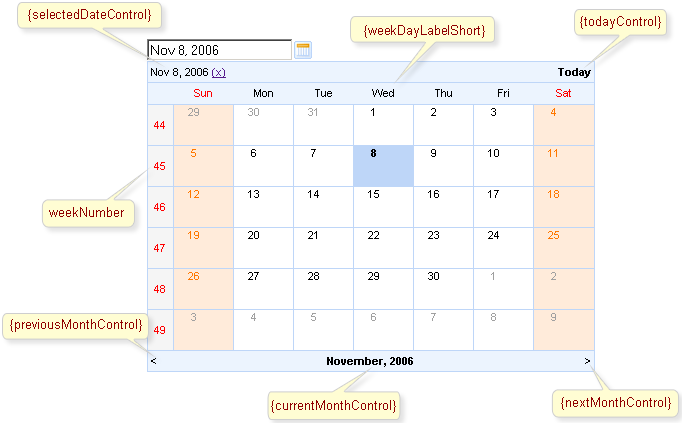 {selectedDateControl}
{weekDayLabelShort}
{todayControl}
Nov 8, 2006
Nov 8, 2006 (x) Today
Sun Mon Tue Wed Thu Fri Sat
44 29 30 31 1 2 3 4
45 5 6 7 8 9 10 11
46 12 13 14 15 16 17 18
weekNumber
47 19 20 21 22 23 24 25
48 26 27 28 29 30 1 2
49 3 4 5 6 7 8 9
{previousMonthControl}
< November, 2006 >
{currentMonthControl}
{nextMonthControl}